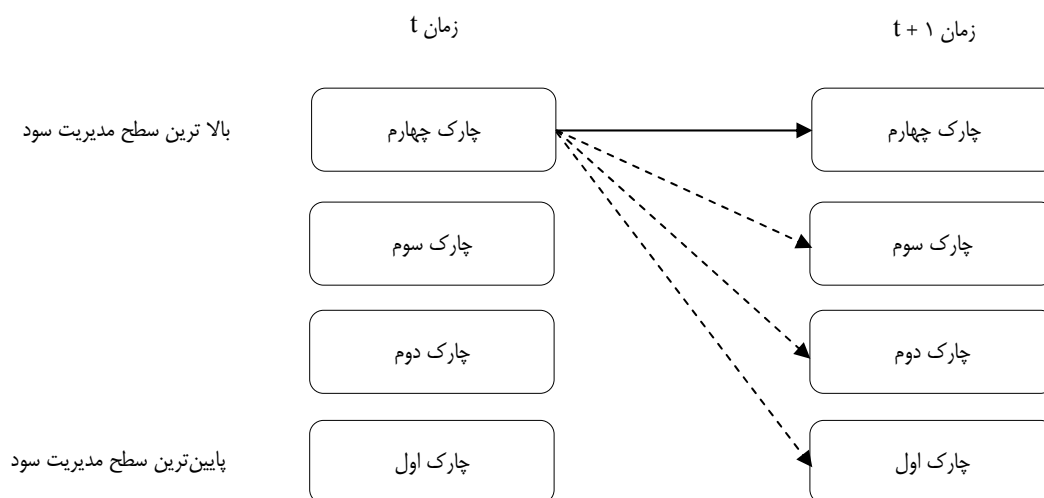 زمان t
زمان t + ۱
بالا ترین سطح مدیریت سود
چارک چهارم
چارک چهارم
چارک سوم
چارک سوم
چارک دوم
چارک دوم
پایین‌ترین سطح مدیریت سود
چارک اول
چارک اول